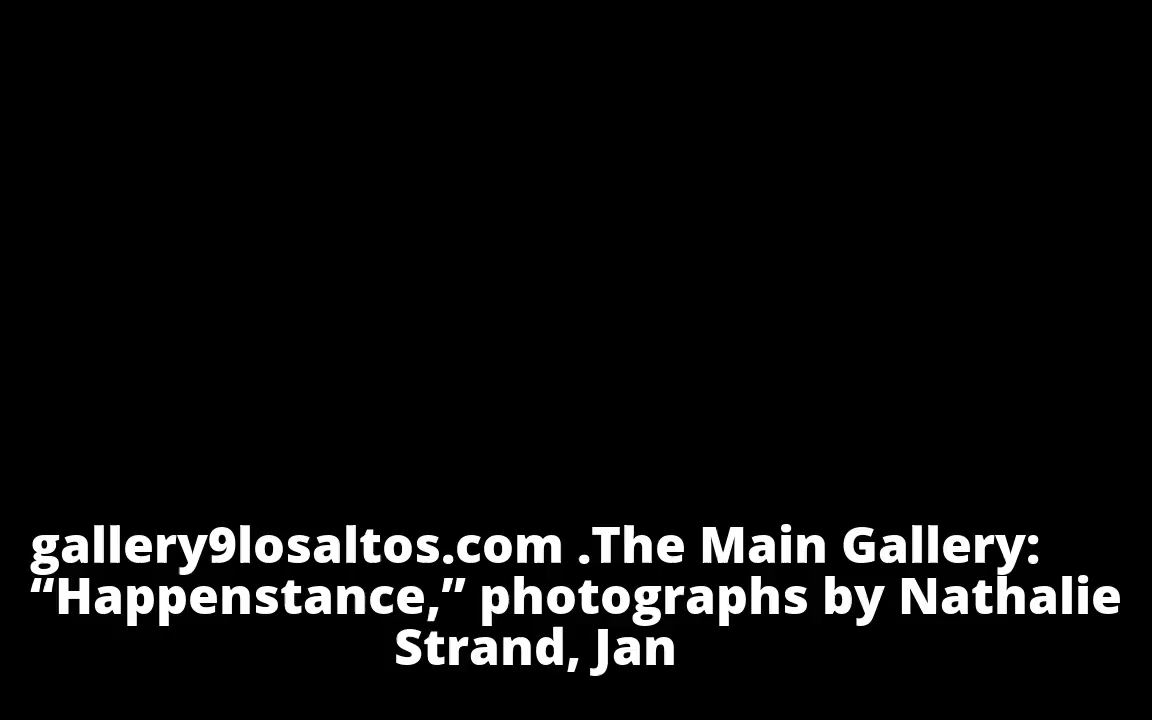 gallery9losaltos.com .The Main Gallery:
“Happenstance,” photographs by Nathalie
Strand, Jan